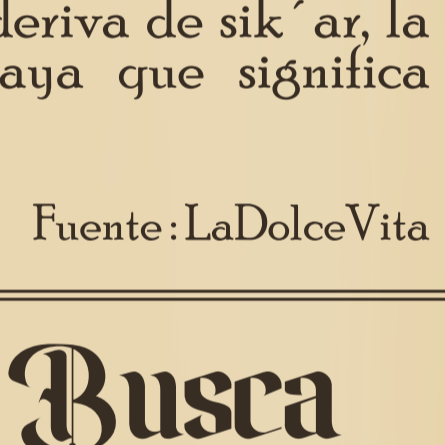 deriva de sik´ar, la
aya que significa
Fuente: LaDolceVita
Busca